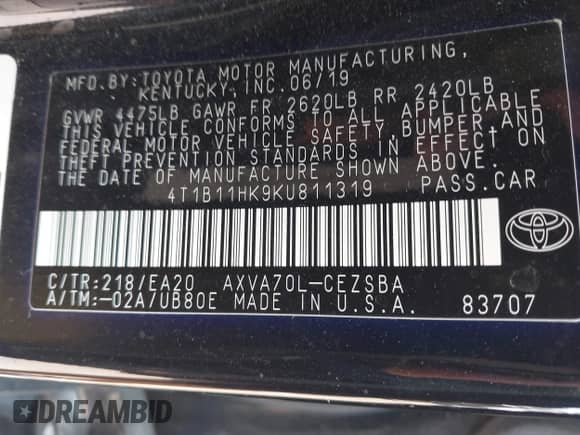 MFD. BY: TOYOTA MOTOR MANUFACTURING,
KENTUCKY, INC. 06/19
GVWR 4475LB GAWR FR 2620LB RR 2420LB
THIS VEHICLE CONFORMS TO ALL APPLICABLE
FEDERAL MOTOR VEHICLE SAFETY, BUMPER AND
THEFT PREVENTION STANDARDS IN EFFECT ON
THE DATE OF MANUFACTURE SHOWN ABOVE.
4T1B11HK9KU811319 PASS.CAR
C/TR:218/EA20 AXVA70L-CEZSBA
A/TM:-02A/UB80E MADE IN U.S.A. 83707
DREAMBID